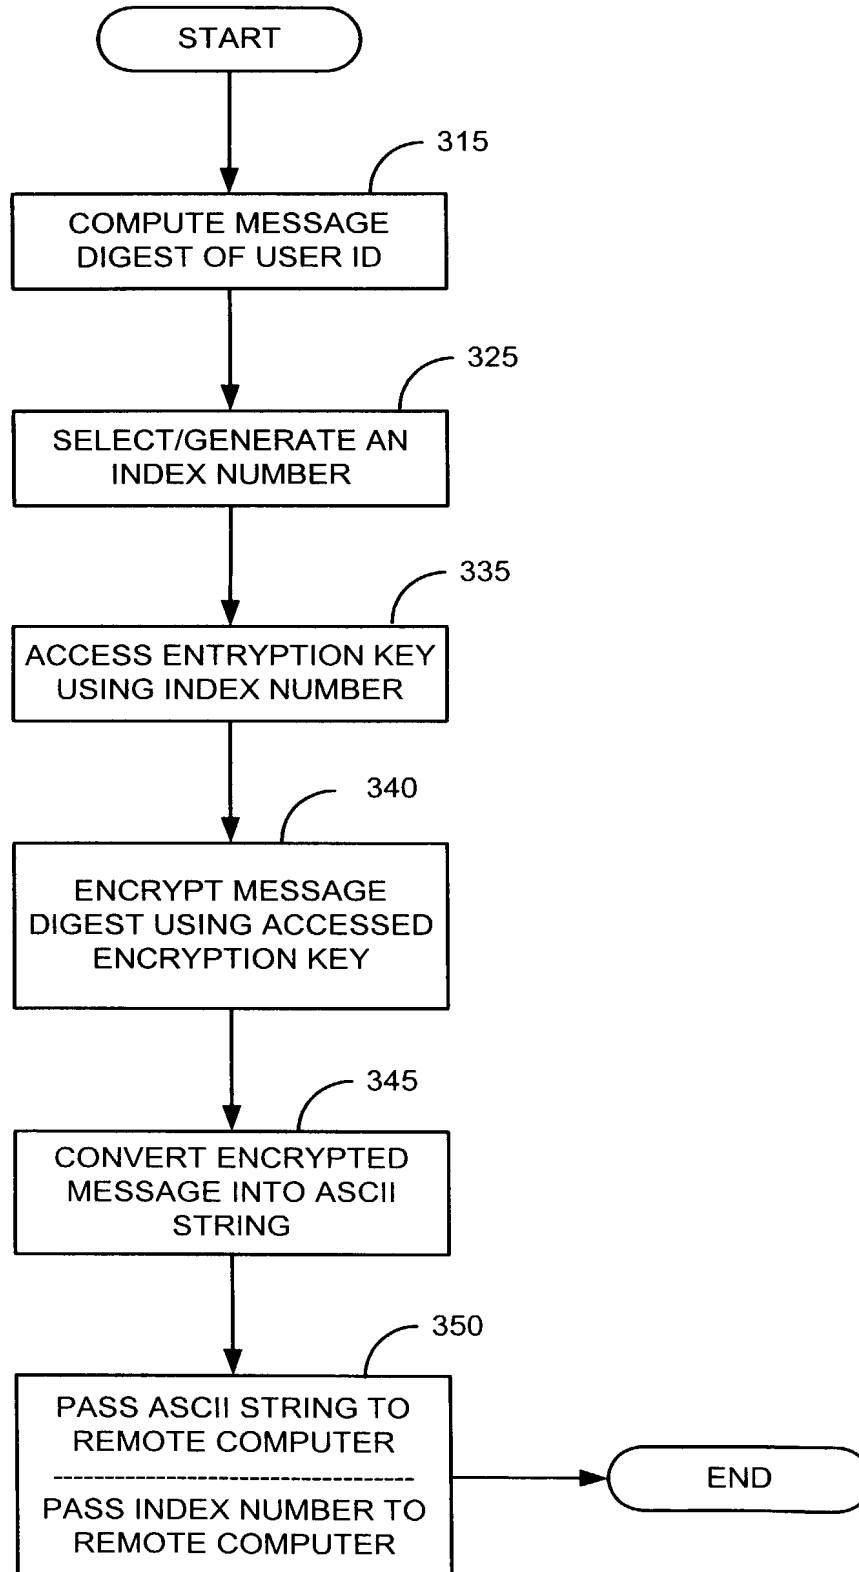 START
315
COMPUTE MESSAGE
DIGEST OF USER ID
325
SELECT/GENERATE AN
INDEX NUMBER
335
ACCESS ENTRYPTION KEY
USING INDEX NUMBER
340
ENCRYPT MESSAGE
DIGEST USING ACCESSED
ENCRYPTION KEY
345
CONVERT ENCRYPTED
MESSAGE INTO ASCII
STRING
350
PASS ASCII STRING TO
REMOTE COMPUTER
PASS INDEX NUMBER TO
REMOTE COMPUTER
END